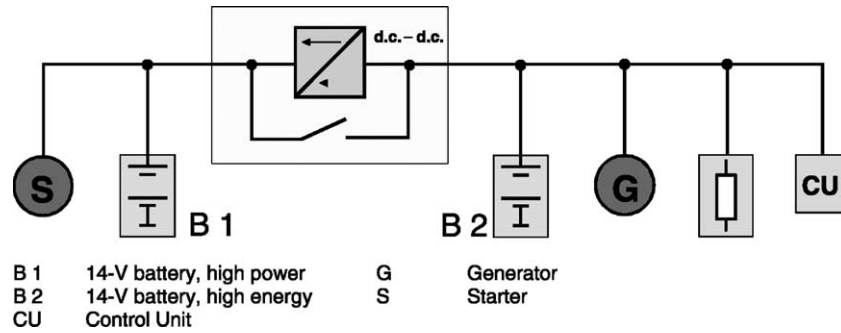 d.c. – d.c.
S
B 1
B 2
G
CU
B 1 14-V battery, high power G Generator
B 2 14-V battery, high energy S Starter
CU Control Unit